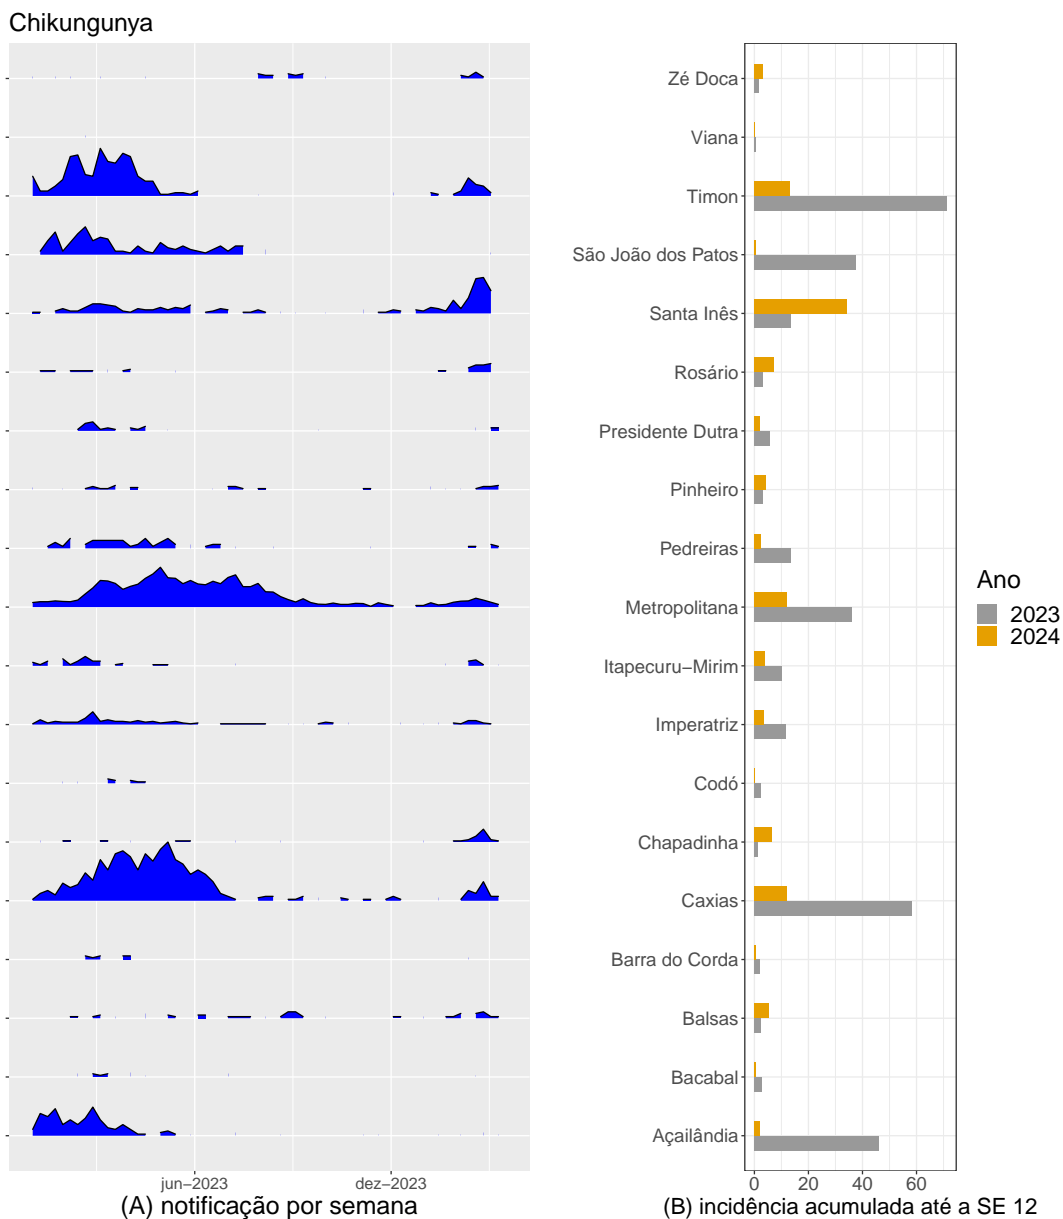 Chikungunya
Zé Doca
Viana
Timon
São João dos Patos
Santa Inês
Rosário
Presidente Dutra
Pinheiro
Pedreiras
Metropolitana
Itapecuru−Mirim
Imperatriz
Codó
Chapadinha
Caxias
Barra do Corda
Balsas
Bacabal
Açailândia
Ano
2023
2024
jun−2023 dez−2023
0 20 40 60
(A) notificação por semana
(B) incidência acumulada até a SE 12